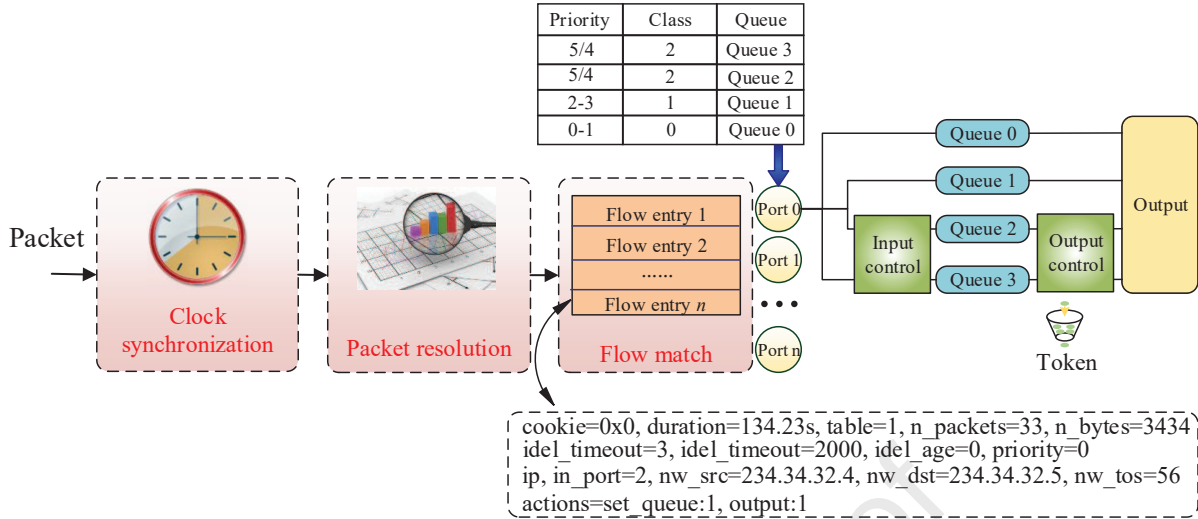 Priority Class Queue
5/4 2 Queue 3
5/4 2 Queue 2
2-3 1 Queue 1
0-1 0 Queue 0
Packet
Clock
synchronization
Packet resolution
Flow entry 1
Flow entry 2
......
Flow entry n
Flow match
Port 0
Port 1
Port n
Input
control
Queue 0
Queue 1
Queue 2
Queue 3
Output
control
Token
Output
cookie=0x0, duration=134.23s, table=1, n_packets=33, n_bytes=3434
idel_timeout=3, idel_timeout=2000, idel_age=0, priority=0
ip, in_port=2, nw_src=234.34.32.4, nw_dst=234.34.32.5, nw_tos=56
actions=set_queue:1, output:1